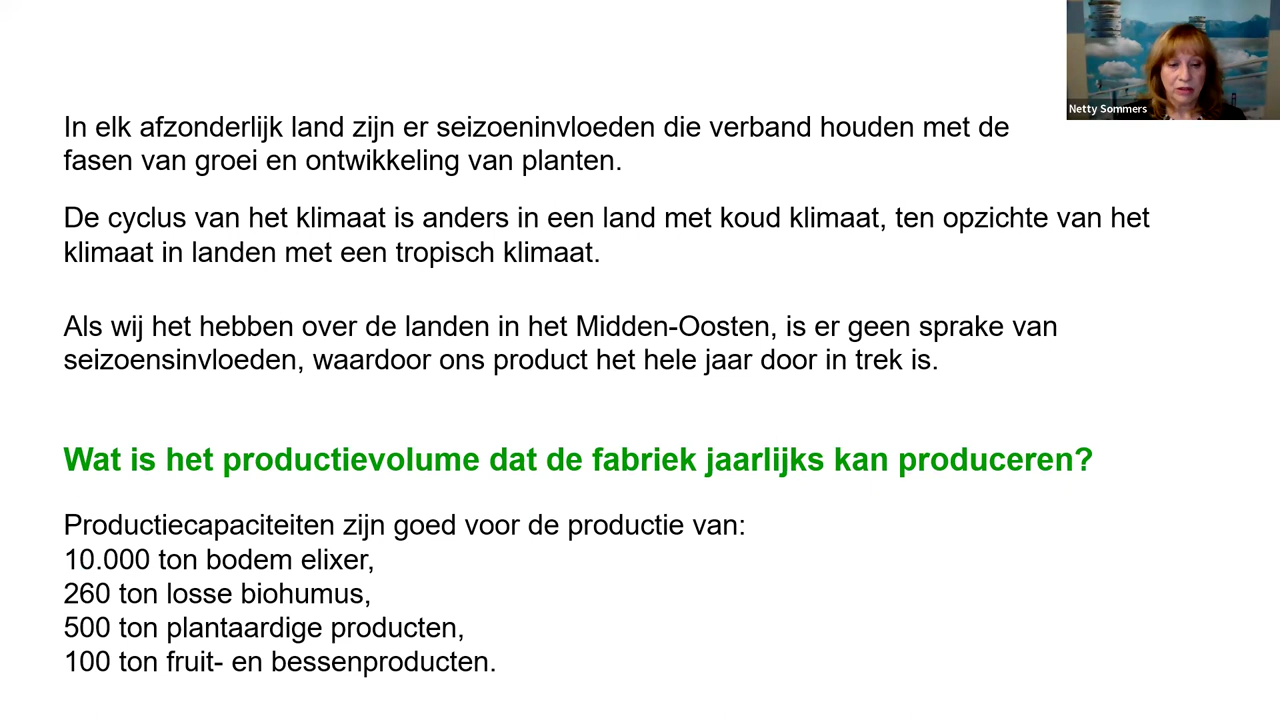 Netty Sommers
In elk afzonderlijk land zijn er seizoeninvloeden die verband houden met de
fasen van groei en ontwikkeling van planten.
De cyclus van het klimaat is anders in een land met koud klimaat, ten opzichte van het
klimaat in landen met een tropisch klimaat.
Als wij het hebben over de landen in het Midden-Oosten, is er geen sprake van
seizoensinvloeden, waardoor ons product het hele jaar door in trek is.
Wat is het productievolume dat de fabriek jaarlijks kan produceren?
Productiecapaciteiten zijn goed voor de productie van:
10.000 ton bodem elixer,
260 ton losse biohumus,
500 ton plantaardige producten,
100 ton fruit- en bessenproducten.